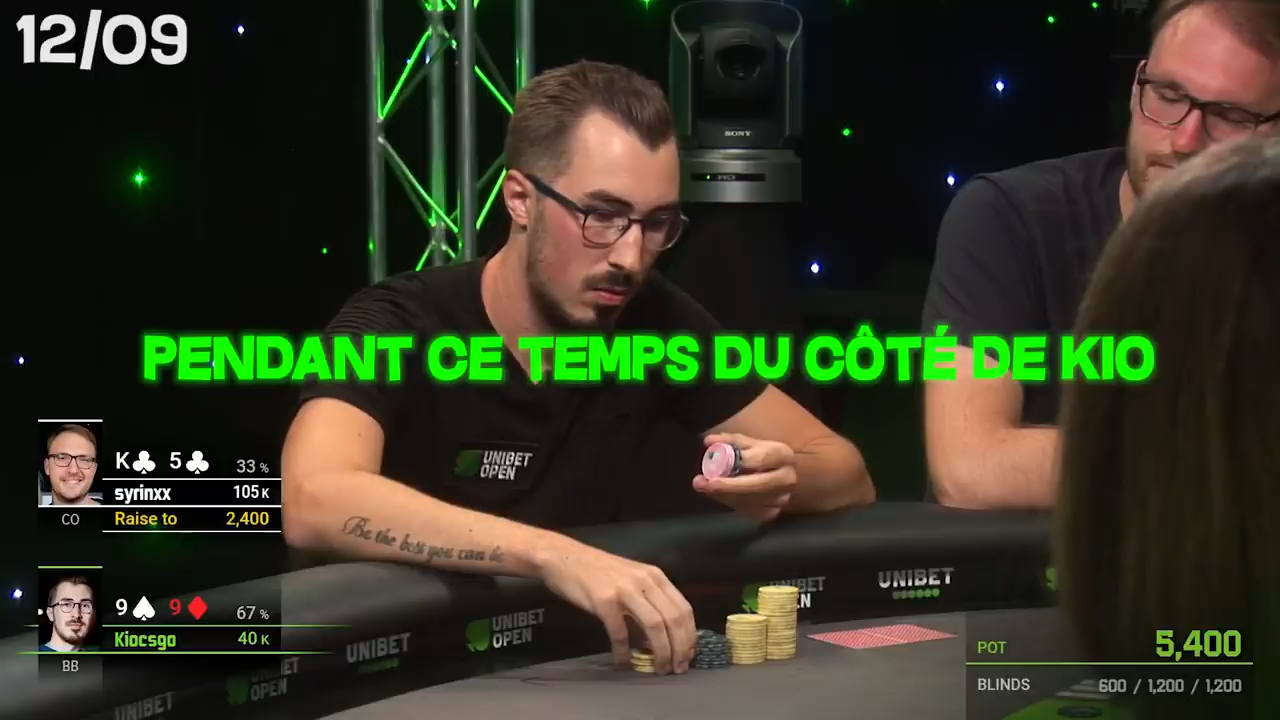 12/09
SONY
PENDANT CE TEMPS DU CÔTÉ DE KIO
UNIBET
OPEN
K♣ 5♣ 33 %
syrinxx 105 K
CO Raise to 2,400
Be the best you can be
9♠ 9♦ 67 %
Kiocsgo 40 K
BB
UNIBET
UNIBET
OPEN
UNIBET
OPEN
UNIBET
POT 5,400
BLINDS 600 / 1,200 / 1,200